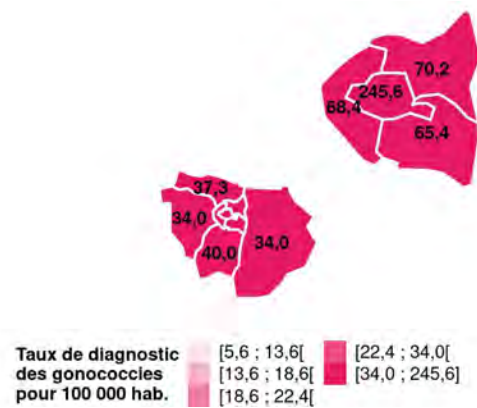 70,2
245,6
68,4
65,4
37,3
34,0
40,0
34,0
Taux de diagnostic
des gonococcies
pour 100 000 hab.
[5,6 ; 13,6[
[13,6 ; 18,6[
[18,6 ; 22,4[
[22,4 ; 34,0[
[34,0 ; 245,6]